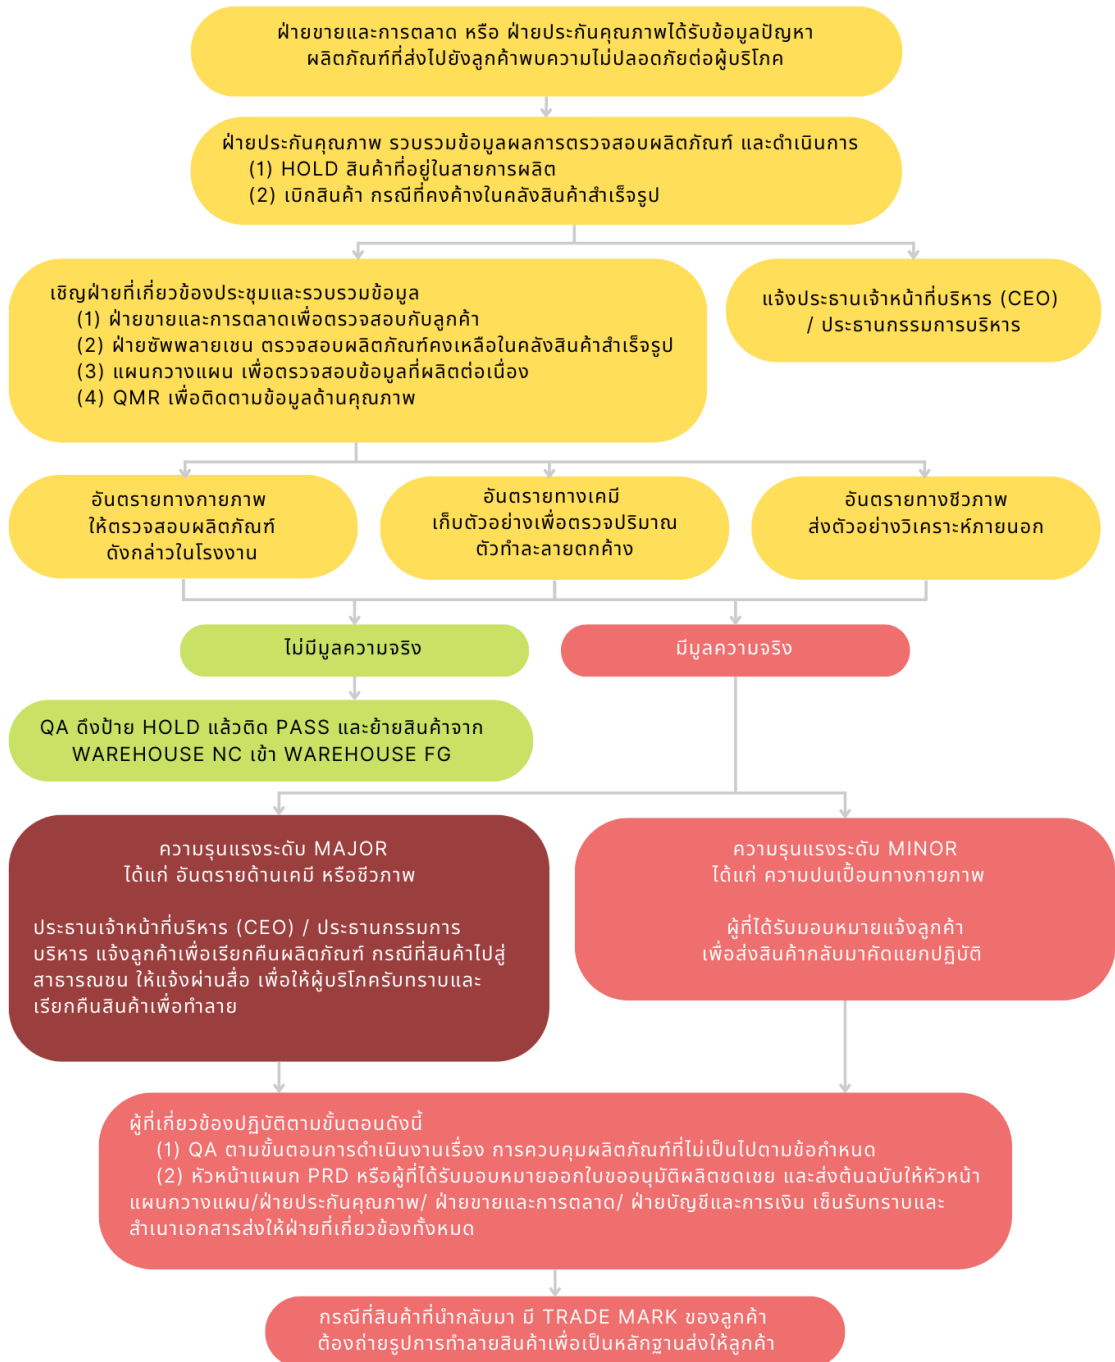 ฝ่ายขายและการตลาด หรือ ฝ่ายประกันคุณภาพได้รับข้อมูลปัญหา
ผลิตภัณฑ์ที่ส่งไปยังลูกค้าพบความไม่ปลอดภัยต่อผู้บริโภค
ฝ่ายประกันคุณภาพ รวบรวมข้อมูลผลการตรวจสอบผลิตภัณฑ์ และดำเนินการ
(1) HOLD สินค้าที่อยู่ในสายการผลิต
(2) เบิกสินค้า กรณีที่คงค้างในคลังสินค้าสำเร็จรูป
เชิญฝ่ายที่เกี่ยวข้องประชุมและรวบรวมข้อมูล
(1) ฝ่ายขายและการตลาดเพื่อตรวจสอบกับลูกค้า
(2) ฝ่ายซัพพลายเชน ตรวจสอบผลิตภัณฑ์คงเหลือในคลังสินค้าสำเร็จรูป
(3) แผนกวางแผน เพื่อตรวจสอบข้อมูลที่ผลิตต่อเนื่อง
(4) QMR เพื่อติดตามข้อมูลด้านคุณภาพ
แจ้งประธานเจ้าหน้าที่บริหาร (CEO)
/ ประธานกรรมการบริหาร
อันตรายทางกายภาพ
ให้ตรวจสอบผลิตภัณฑ์
ดังกล่าวในโรงงาน
อันตรายทางเคมี
เก็บตัวอย่างเพื่อตรวจปริมาณ
ตัวทำละลายตกค้าง
อันตรายทางชีวภาพ
ส่งตัวอย่างวิเคราะห์ภายนอก
ไม่มีมูลความจริง
มีมูลความจริง
QA ดึงป้าย HOLD แล้วติด PASS และย้ายสินค้าจาก
WAREHOUSE NC เข้า WAREHOUSE FG
ความรุนแรงระดับ MAJOR
ได้แก่ อันตรายด้านเคมี หรือชีวภาพ
ประธานเจ้าหน้าที่บริหาร (CEO) / ประธานกรรมการ
บริหาร แจ้งลูกค้าเพื่อเรียกคืนผลิตภัณฑ์ กรณีที่สินค้าไปสู่
สาธารณชน ให้แจ้งผ่านสื่อ เพื่อให้ผู้บริโภครับทราบและ
เรียกคืนสินค้าเพื่อทำลาย
ความรุนแรงระดับ MINOR
ได้แก่ ความปนเปื้อนทางกายภาพ
ผู้ที่ได้รับมอบหมายแจ้งลูกค้า
เพื่อส่งสินค้ากลับมาคัดแยกปฏิบัติ
ผู้ที่เกี่ยวข้องปฏิบัติตามขั้นตอนดังนี้
(1) QA ตามขั้นตอนการดำเนินงานเรื่อง การควบคุมผลิตภัณฑ์ที่ไม่เป็นไปตามข้อกำหนด
(2) หัวหน้าแผนก PRD หรือผู้ที่ได้รับมอบหมายออกใบขออนุมัติผลิตชดเชย และส่งต้นฉบับให้หัวหน้า
แผนกวางแผน/ฝ่ายประกันคุณภาพ/ ฝ่ายขายและการตลาด/ ฝ่ายบัญชีและการเงิน เซ็นรับทราบและ
สำเนาเอกสารส่งให้ฝ่ายที่เกี่ยวข้องทั้งหมด
กรณีที่สินค้าที่นำกลับมา มี TRADE MARK ของลูกค้า
ต้องถ่ายรูปการทำลายสินค้าเพื่อเป็นหลักฐานส่งให้ลูกค้า